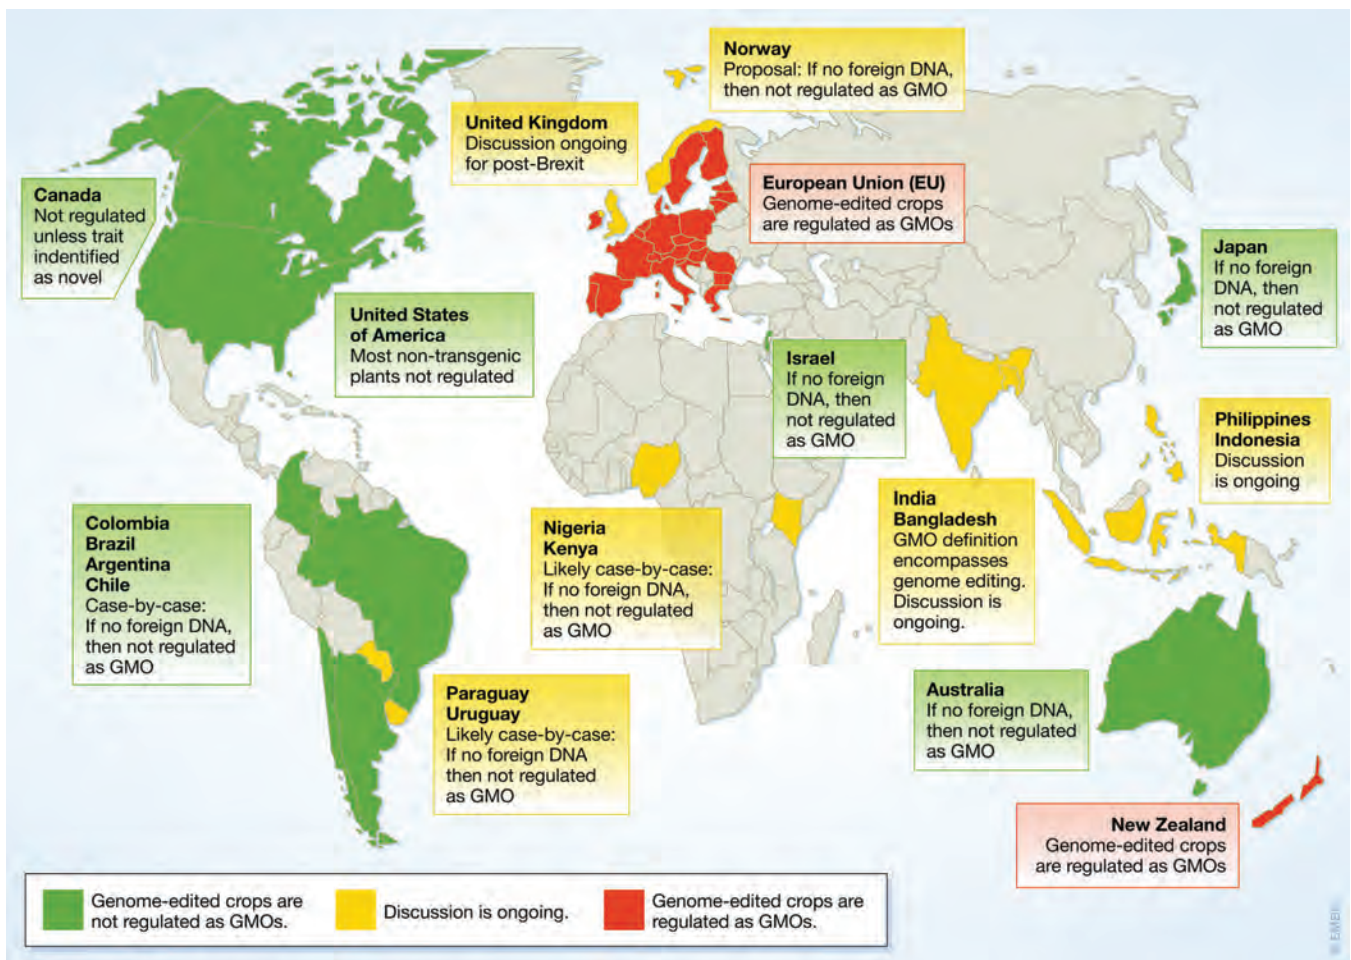 Norway
Proposal: If no foreign DNA,
then not regulated as GMO
United Kingdom
Discussion ongoing
for post-Brexit
European Union (EU)
Genome-edited crops
are regulated as GMOs
Canada
Not regulated
unless trait
indentified
as novel
United States
of America
Most non-transgenic
plants not regulated
Japan
If no foreign
DNA, then
not regulated
as GMO
Israel
If no foreign
DNA, then
not regulated
as GMO
Philippines
Indonesia
Discussion
is ongoing
Colombia
Brazil
Argentina
Chile
Case-by-case:
If no foreign DNA,
then not regulated
as GMO
Nigeria
Kenya
Likely case-by-case:
If no foreign DNA,
then not regulated
as GMO
India
Bangladesh
GMO definition
encompasses
genome editing.
Discussion is
ongoing.
Paraguay
Uruguay
Likely case-by-case:
If no foreign DNA
then not regulated
as GMO
Australia
If no foreign DNA,
then not regulated
as GMO
New Zealand
Genome-edited crops
are regulated as GMOs
Genome-edited crops are
not regulated as GMOs.
Discussion is ongoing.
Genome-edited crops are
regulated as GMOs.
© EMBO